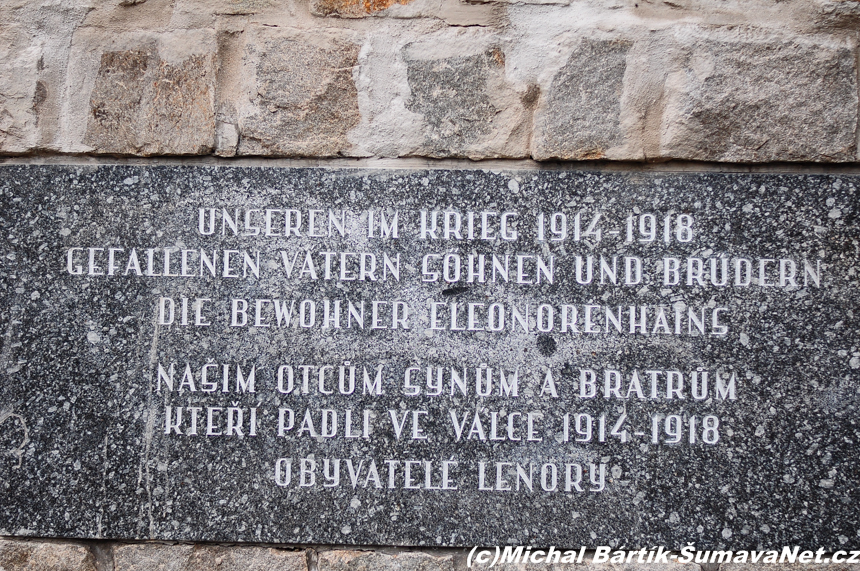 UNSEREN IM KRIEG 1914-1918
GEFALLENEN VÄTERN SÖHNEN UND BRÜDERN
DIE BEWOHNER ELEONORENHAINS
NAŠIM OTCŮM SYNŮM A BRATRŮM
KTEŘÍ PADLI VE VÁLCE 1914-1918
OBYVATELÉ LENORY
(c)Michal Bártík-ŠumavaNet.cz